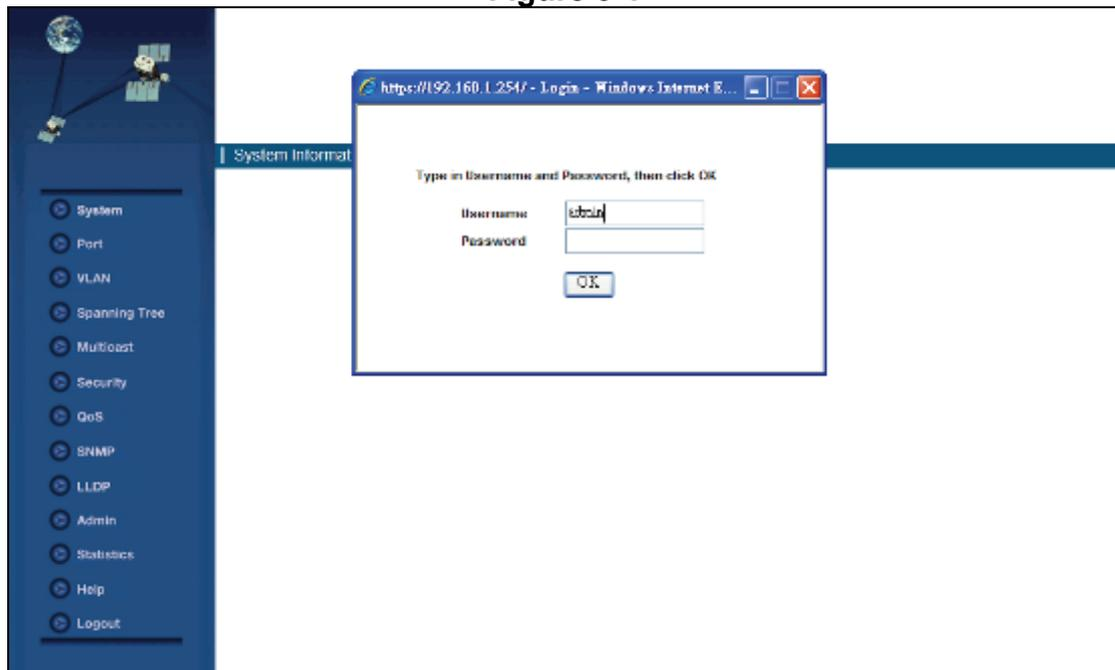 https://192.168.1.254/ - Login - Windows Internet E...
System Informat
Type in Username and Password, then click OK
Username admin
Password
OK
System
Port
VLAN
Spanning Tree
Multicast
Security
QoS
SNMP
LLDP
Admin
Statistics
Help
Logout